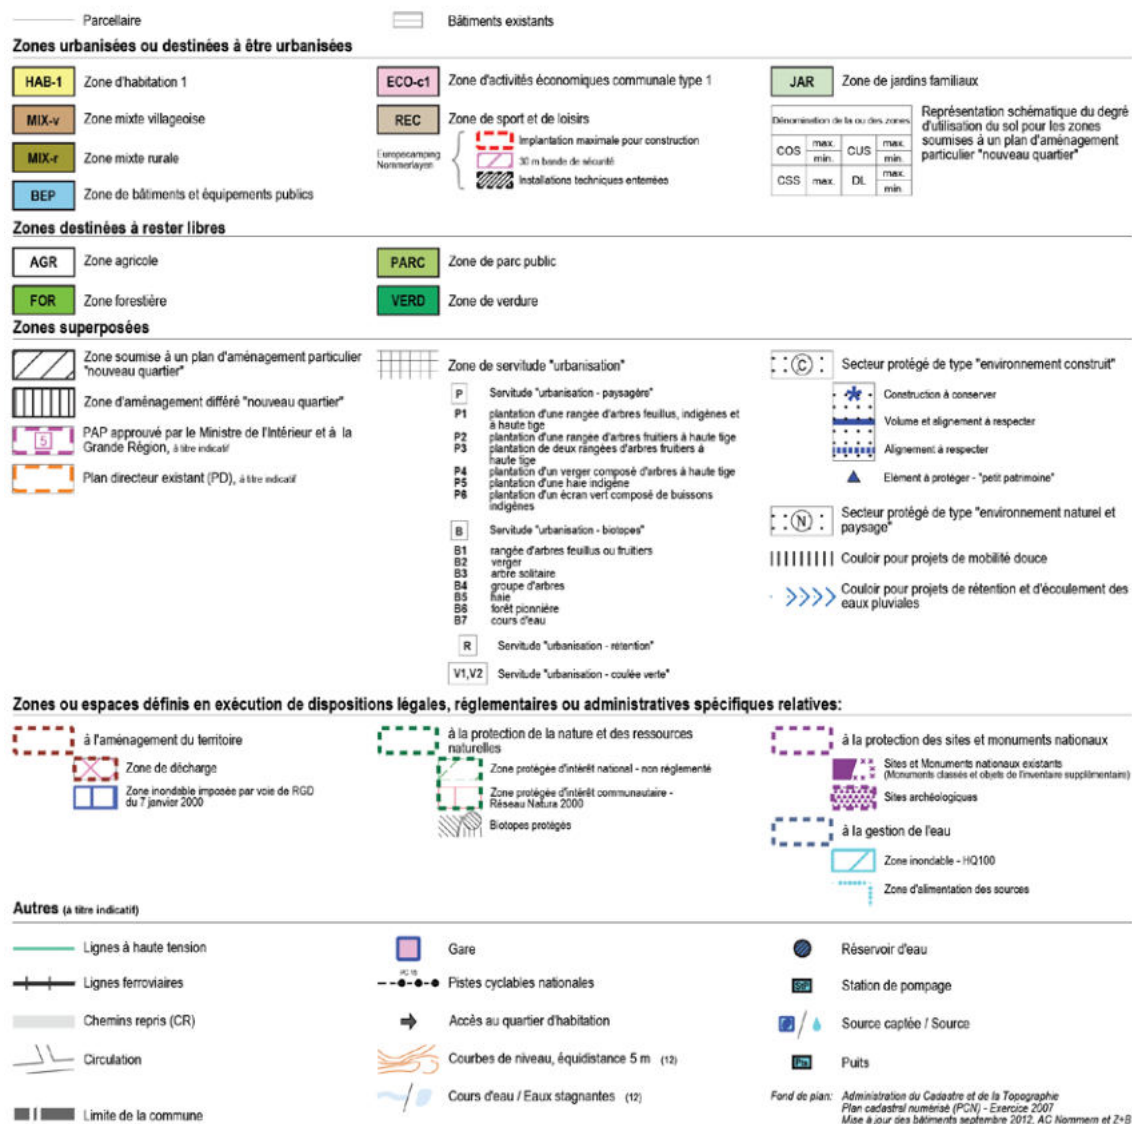 Parcellaire
Bâtiments existants
Zones urbanisées ou destinées à être urbanisées
HAB-1 Zone d'habitation 1
MIX-v Zone mixte villageoise
MIX-r Zone mixte rurale
BEP Zone de bâtiments et équipements publics
ECO-c1 Zone d'activités économiques communale type 1
REC Zone de sport et de loisirs
Europecamping
Nommerlayen
Implantation maximale pour construction
30 m bande de sécurité
Installations techniques enterrées
JAR Zone de jardins familiaux
Dénomination de la ou des zones
COS max. CUS max.
min. min.
CSS max. DL max.
min.
Représentation schématique du degré
d'utilisation du sol pour les zones
soumises à un plan d'aménagement
particulier "nouveau quartier"
Zones destinées à rester libres
AGR Zone agricole
FOR Zone forestière
PARC Zone de parc public
VERD Zone de verdure
Zones superposées
Zone soumise à un plan d'aménagement particulier
"nouveau quartier"
Zone d'aménagement différé "nouveau quartier"
5 PAP approuvé par le Ministre de l'Intérieur et à la
Grande Région, à titre indicatif
Plan directeur existant (PD), à titre indicatif
Zone de servitude "urbanisation"
P Servitude "urbanisation - paysagère"
P1 plantation d'une rangée d'arbres feuillus, indigènes et
à haute tige
P2 plantation d'une rangée d'arbres fruitiers à haute tige
P3 plantation de deux rangées d'arbres fruitiers à
haute tige
P4 plantation d'un verger composé d'arbres à haute tige
P5 plantation d'une haie indigène
P6 plantation d'un écran vert composé de buissons
indigènes
B Servitude "urbanisation - biotopes"
B1 rangée d'arbres feuillus ou fruitiers
B2 verger
B3 arbre solitaire
B4 groupe d'arbres
B5 haie
B6 forêt pionnière
B7 cours d'eau
R Servitude "urbanisation - rétention"
V1,V2 Servitude "urbanisation - coulée verte"
C Secteur protégé de type "environnement construit"
Construction à conserver
Volume et alignement à respecter
Alignement à respecter
Elément à protéger - "petit patrimoine"
N Secteur protégé de type "environnement naturel et
paysage"
Couloir pour projets de mobilité douce
Couloir pour projets de rétention et d'écoulement des
eaux pluviales
Zones ou espaces définis en exécution de dispositions légales, réglementaires ou administratives spécifiques relatives:
à l'aménagement du territoire
Zone de décharge
Zone inondable imposée par voie de RGD
du 7 janvier 2000
à la protection de la nature et des ressources
naturelles
Zone protégée d'intérêt national - non réglementé
Zone protégée d'intérêt communautaire -
Réseau Natura 2000
Biotopes protégés
à la protection des sites et monuments nationaux
Sites et Monuments nationaux existants
(Monuments classés et objets de l'inventaire supplémentaire)
Sites archéologiques
à la gestion de l'eau
Zone inondable - HQ100
Zone d'alimentation des sources
Autres (à titre indicatif)
Lignes à haute tension
Lignes ferroviaires
Chemins repris (CR)
Circulation
Limite de la commune
Gare
Pistes cyclables nationales
Accès au quartier d'habitation
Courbes de niveau, équidistance 5 m (12)
Cours d'eau / Eaux stagnantes (12)
Réservoir d'eau
Station de pompage
Source captée / Source
Puits
Fond de plan: Administration du Cadastre et de la Topographie
Plan cadastral numérisé (PCN) - Exercice 2007
Mise à jour des bâtiments septembre 2012, AC Nommern et Z+B